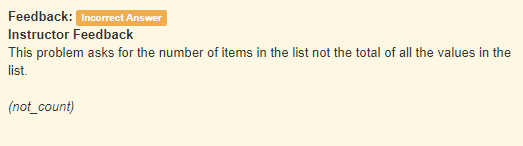 Feedback: Incorrect Answer
Instructor Feedback
This problem asks for the number of items in the list not the total of all the values in the
list.
(not_count)